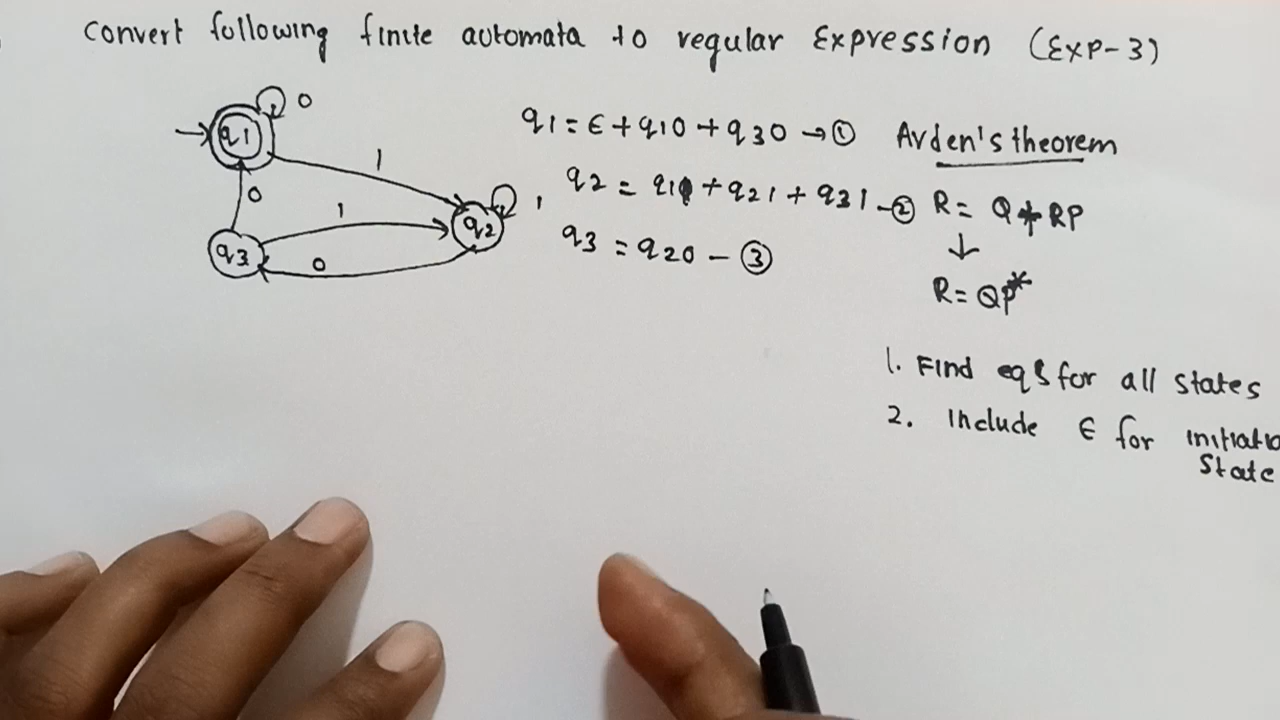 convert following finite automata to regular Expression (Exp-3)
0
q1
1
0
1
q2
1
q3
0
q1 = ε + q10 + q30 → ①
q2 = q11 + q21 + q31 - ②
q3 = q20 - ③
Arden's theorem
R = Q + RP
↓
R = QP*
1. Find eqs for all states
2. Include ε for initial
State